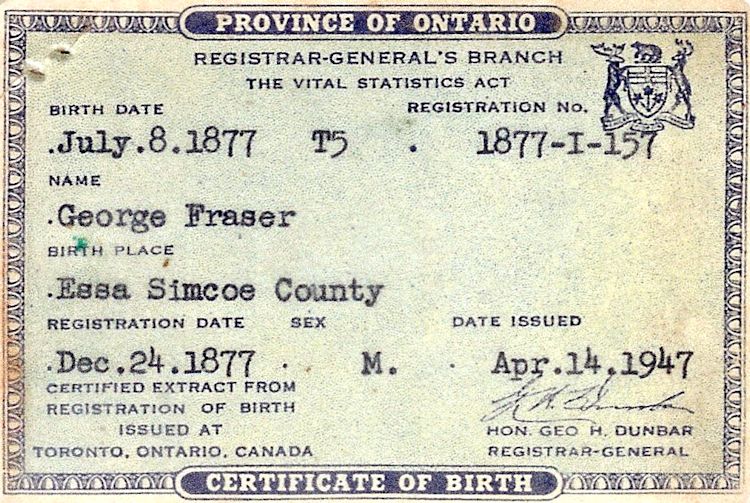 PROVINCE OF ONTARIO
REGISTRAR-GENERAL'S BRANCH
THE VITAL STATISTICS ACT
BIRTH DATE REGISTRATION No.
.July.8.1877 T5 . 1877-I-157
NAME
.George Fraser
BIRTH PLACE
.Essa Simcoe County
REGISTRATION DATE SEX DATE ISSUED
.Dec.24.1877 . M. . Apr.14.1947
CERTIFIED EXTRACT FROM
REGISTRATION OF BIRTH
ISSUED AT
TORONTO, ONTARIO, CANADA
HON. GEO H. DUNBAR
REGISTRAR-GENERAL
CERTIFICATE OF BIRTH